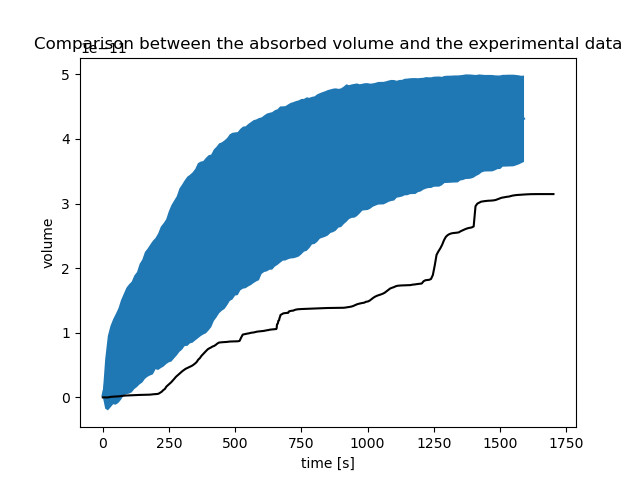 Comparison between the absorbed volume and the experimental data
1e−11
5
4
3
2
1
0
volume
0 250 500 750 1000 1250 1500 1750
time [s]